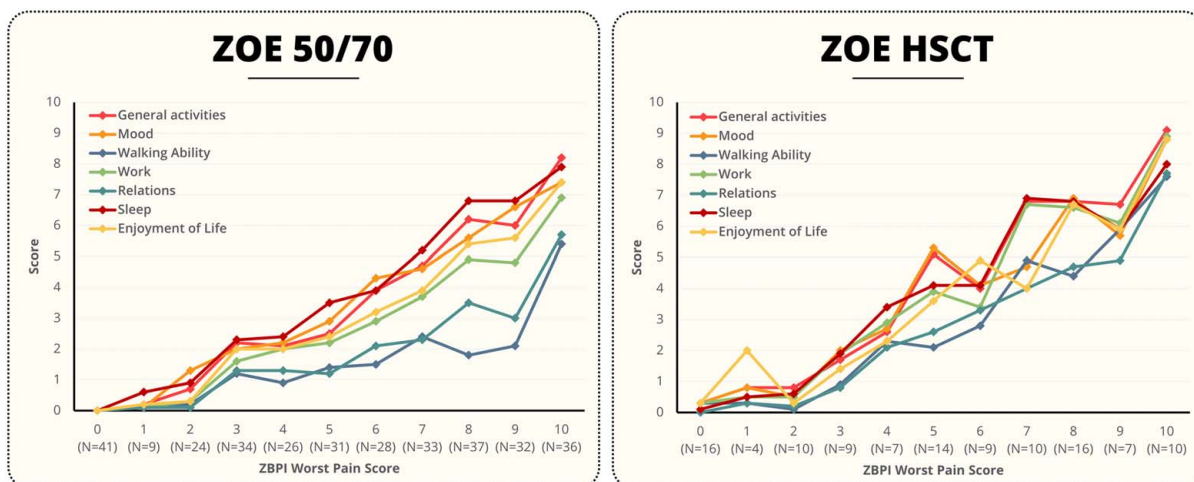 ZOE 50/70
10
9
8
7
6
5
4
3
2
1
0
Score
General activities
Mood
Walking Ability
Work
Relations
Sleep
Enjoyment of Life
0 1 2 3 4 5 6 7 8 9 10
(N=41) (N=9) (N=24) (N=34) (N=26) (N=31) (N=28) (N=33) (N=37) (N=32) (N=36)
ZBPI Worst Pain Score
ZOE HSCT
10
9
8
7
6
5
4
3
2
1
0
Score
General activities
Mood
Walking Ability
Work
Relations
Sleep
Enjoyment of Life
0 1 2 3 4 5 6 7 8 9 10
(N=16) (N=4) (N=10) (N=9) (N=7) (N=14) (N=9) (N=10) (N=16) (N=7) (N=10)
ZBPI Worst Pain Score